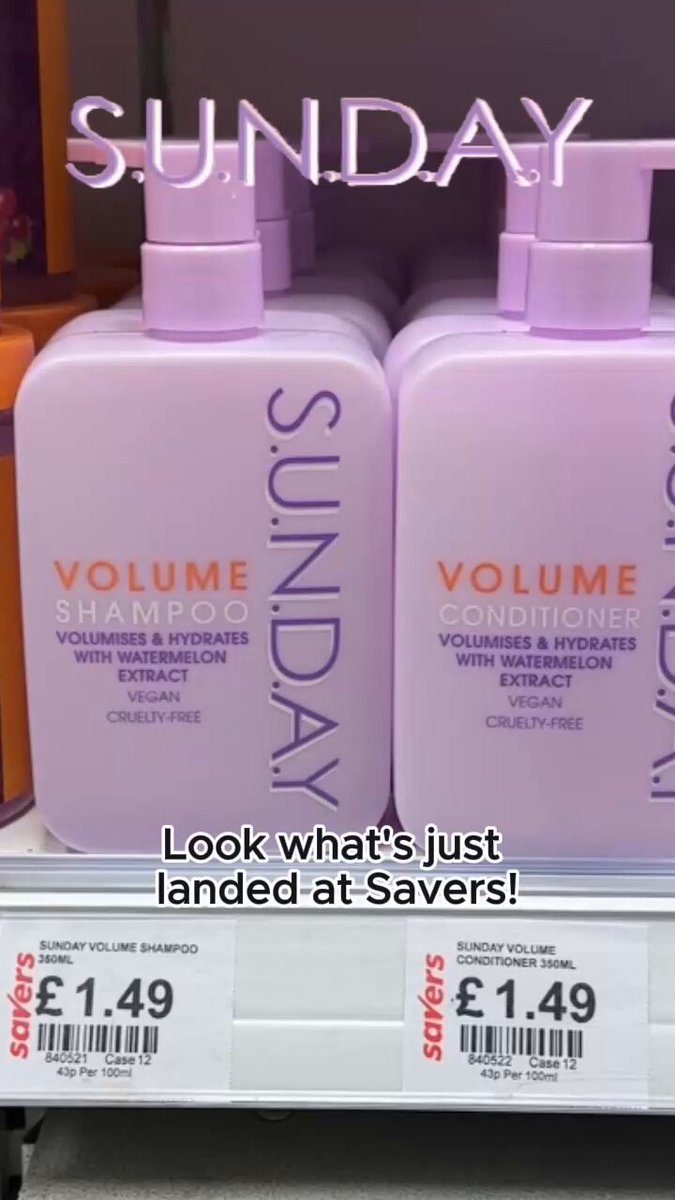 S.U.N.D.A.Y
S.U.N.D.A.Y
VOLUME
SHAMPOO
VOLUMISES & HYDRATES
WITH WATERMELON
EXTRACT
VEGAN
CRUELTY-FREE
VOLUME
CONDITIONER
VOLUMISES & HYDRATES
WITH WATERMELON
EXTRACT
VEGAN
CRUELTY-FREE
Look what's just
landed at Savers!
savers
SUNDAY VOLUME SHAMPOO
350ML
£1.49
840521 Case 12
43p Per 100ml
savers
SUNDAY VOLUME
CONDITIONER 350ML
£1.49
840522 Case 12
43p Per 100ml